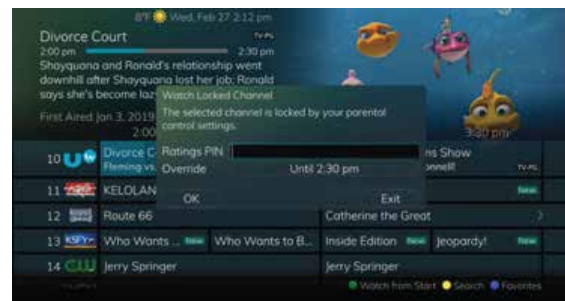 8°F Wed, Feb 27 2:12 pm
Divorce Court TV-PG
2:00 pm 2:30 pm
Shayquana and Ronald's relationship went
downhill after Shayquana lost her job; Ronald
says she's become laz
First Aired Jan 3, 2019
Watch Locked Channel
The selected channel is locked by your parental
control settings.
Ratings PIN
Override Until 2:30 pm
OK Exit
2:00 3:30 pm
10 U Divorce C ns Show
Fleming vs. onnell! TV-PG
11 KELOLAN New
12 Route 66 Catherine the Great
13 KSFY Who Wants ... New Who Wants to B... Inside Edition New Jeopardy! New
14 CW Jerry Springer Jerry Springer
Watch from Start Search Favorites